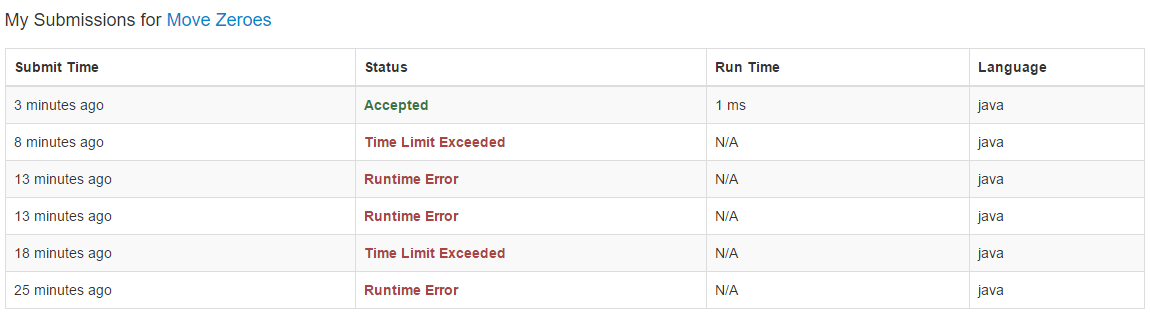 My Submissions for Move Zeroes
Submit Time Status Run Time Language
3 minutes ago Accepted 1 ms java
8 minutes ago Time Limit Exceeded N/A java
13 minutes ago Runtime Error N/A java
13 minutes ago Runtime Error N/A java
18 minutes ago Time Limit Exceeded N/A java
25 minutes ago Runtime Error N/A java